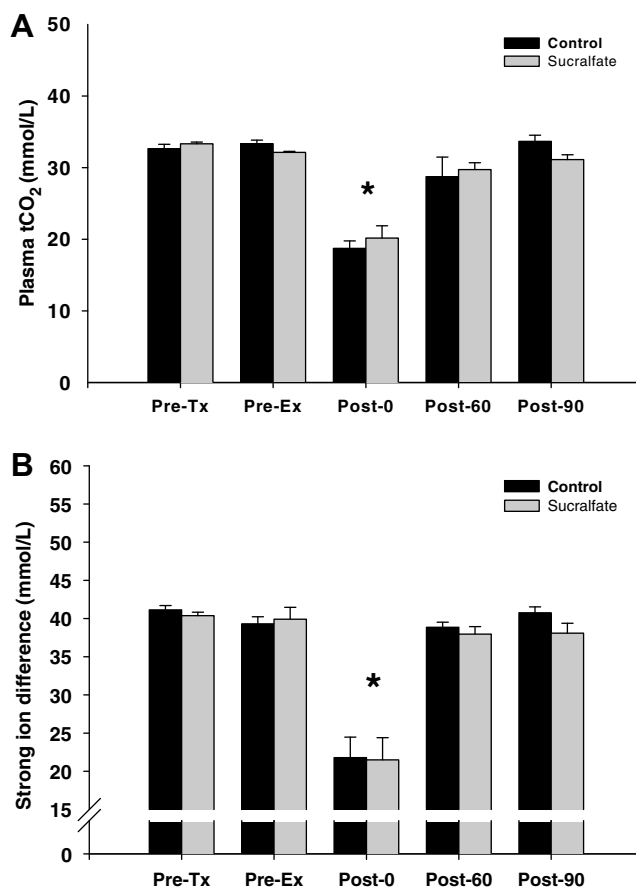 A
Plasma tCO2 (mmol/L)
50
40
30
20
10
0
Control
Sucralfate
*
Pre-Tx Pre-Ex Post-0 Post-60 Post-90
B
Strong ion difference (mmol/L)
60
55
50
45
40
35
30
25
20
15
0
Control
Sucralfate
*
Pre-Tx Pre-Ex Post-0 Post-60 Post-90